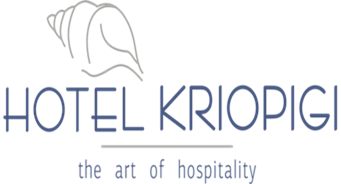 HOTEL KRIOPIGI
the art of hospitality